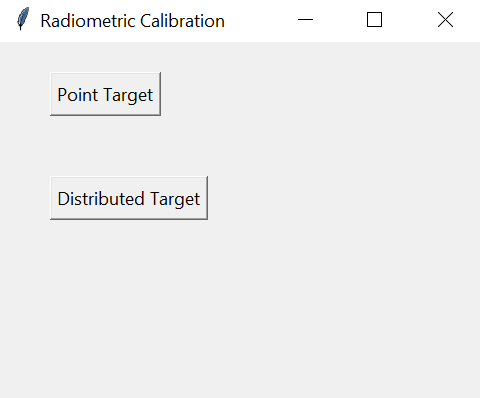 Radiometric Calibration
Point Target
Distributed Target